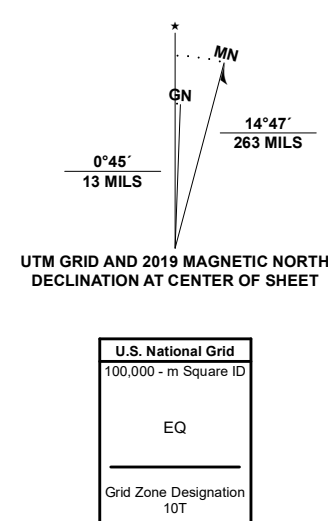 ★
MN
GN
14°47´
263 MILS
0°45´
13 MILS
UTM GRID AND 2019 MAGNETIC NORTH
DECLINATION AT CENTER OF SHEET
U.S. National Grid
100,000 - m Square ID
EQ
Grid Zone Designation
10T